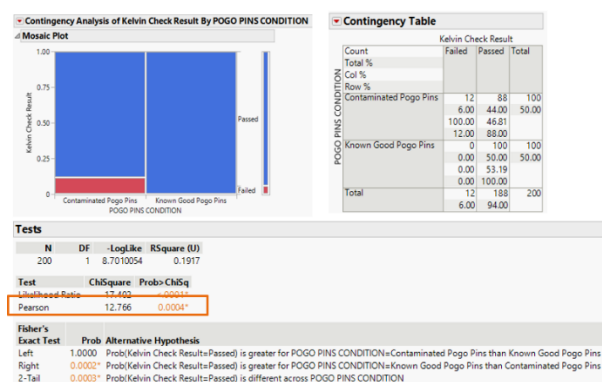 Contingency Analysis of Kelvin Check Result By POGO PINS CONDITION
Mosaic Plot
1.00
0.75
0.50
0.25
0
Kelvin Check Result
Passed
Failed
Contaminated Pogo Pins Known Good Pogo Pins
POGO PINS CONDITION
Contingency Table
Kelvin Check Result
POGO PINS CONDITION
Count Failed Passed Total
Total %
Col %
Row %
Contaminated Pogo Pins 12 88 100
6.00 44.00 50.00
100.00 46.81
12.00 88.00
Known Good Pogo Pins 0 100 100
0.00 50.00 50.00
0.00 53.19
0.00 100.00
Total 12 188 200
6.00 94.00
Tests
N DF -LogLike RSquare (U)
200 1 8.7010054 0.1917
Test ChiSquare Prob>ChiSq
Likelihood Ratio 17.402 <.0001*
Pearson 12.766 0.0004*
Fisher's
Exact Test Prob Alternative Hypothesis
Left 1.0000 Prob(Kelvin Check Result=Passed) is greater for POGO PINS CONDITION=Contaminated Pogo Pins than Known Good Pogo Pins
Right 0.0002* Prob(Kelvin Check Result=Passed) is greater for POGO PINS CONDITION=Known Good Pogo Pins than Contaminated Pogo Pins
2-Tail 0.0003* Prob(Kelvin Check Result=Passed) is different across POGO PINS CONDITION